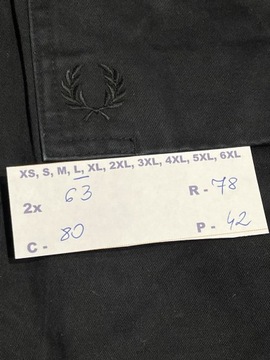 XS, S, M, L, XL, 2XL, 3XL, 4XL, 5XL, 6XL
2x 63 R - 78
C - 80 P - 42